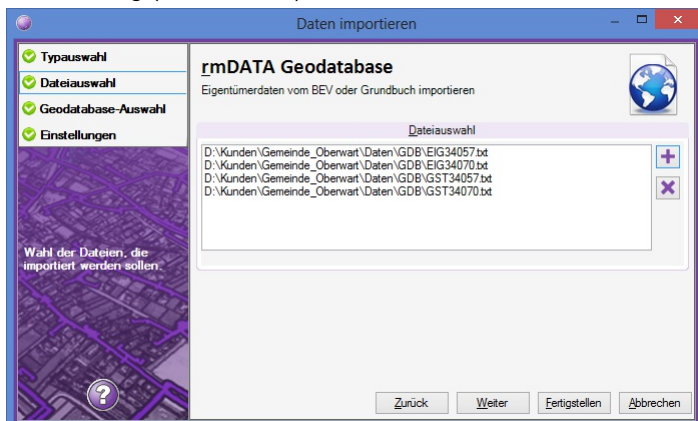 Daten importieren
Typauswahl
Dateiauswahl
Geodatabase-Auswahl
Einstellungen
Wahl der Dateien, die
importiert werden sollen.
?
rmDATA Geodatabase
Eigentümerdaten vom BEV oder Grundbuch importieren
Dateiauswahl
D:\Kunden\Gemeinde_Oberwart\Daten\GDB\EIG34057.txt
D:\Kunden\Gemeinde_Oberwart\Daten\GDB\EIG34070.txt
D:\Kunden\Gemeinde_Oberwart\Daten\GDB\GST34057.txt
D:\Kunden\Gemeinde_Oberwart\Daten\GDB\GST34070.txt
Zurück Weiter Fertigstellen Abbrechen